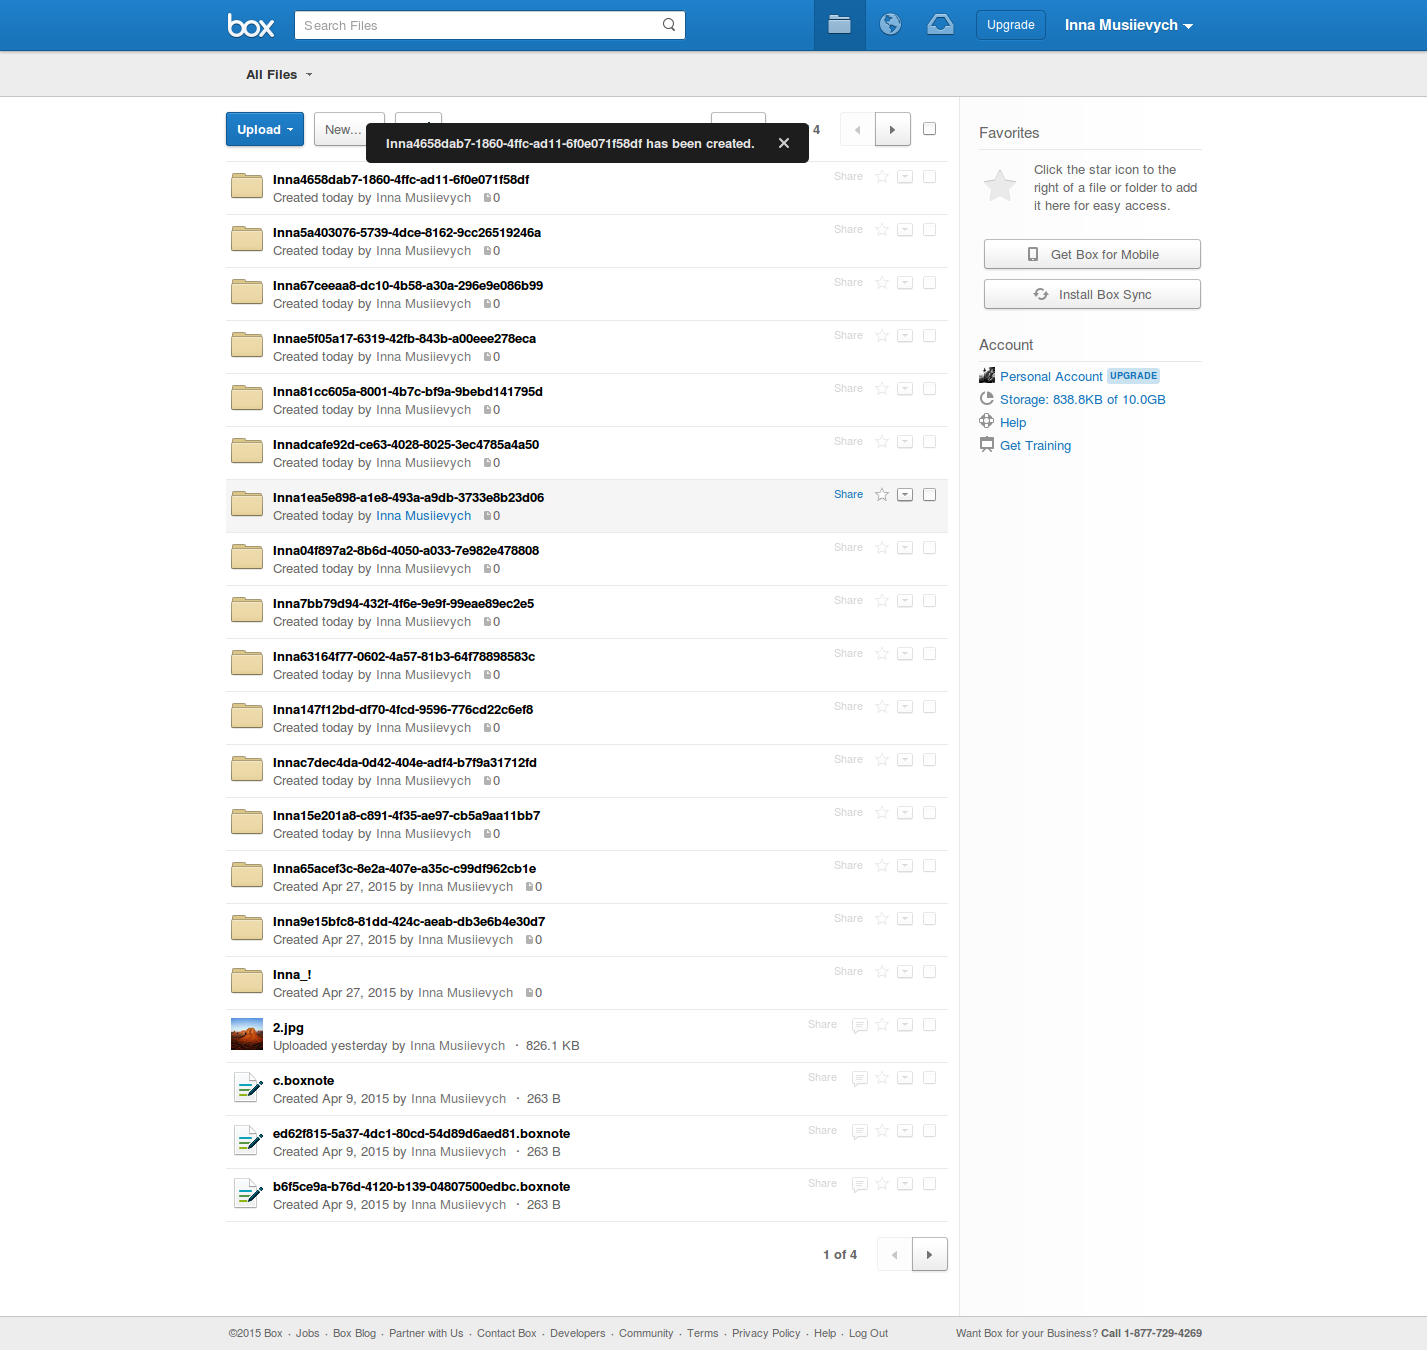 box
Search Files
Upgrade
Inna Musiievych
All Files
Upload
New...
4
Inna4658dab7-1860-4ffc-ad11-6f0e071f58df has been created.
Inna4658dab7-1860-4ffc-ad11-6f0e071f58df
Share
Created today by Inna Musiievych 0
Inna5a403076-5739-4dce-8162-9cc26519246a
Share
Created today by Inna Musiievych 0
Inna67ceeaa8-dc10-4b58-a30a-296e9e086b99
Share
Created today by Inna Musiievych 0
Innae5f05a17-6319-42fb-843b-a00eee278eca
Share
Created today by Inna Musiievych 0
Inna81cc605a-8001-4b7c-bf9a-9bebd141795d
Share
Created today by Inna Musiievych 0
Innadcafe92d-ce63-4028-8025-3ec4785a4a50
Share
Created today by Inna Musiievych 0
Inna1ea5e898-a1e8-493a-a9db-3733e8b23d06
Share
Created today by Inna Musiievych 0
Inna04f897a2-8b6d-4050-a033-7e982e478808
Share
Created today by Inna Musiievych 0
Inna7bb79d94-432f-4f6e-9e9f-99eae89ec2e5
Share
Created today by Inna Musiievych 0
Inna63164f77-0602-4a57-81b3-64f78898583c
Share
Created today by Inna Musiievych 0
Inna147f12bd-df70-4fcd-9596-776cd22c6ef8
Share
Created today by Inna Musiievych 0
Innac7dec4da-0d42-404e-adf4-b7f9a31712fd
Share
Created today by Inna Musiievych 0
Inna15e201a8-c891-4f35-ae97-cb5a9aa11bb7
Share
Created today by Inna Musiievych 0
Inna65acef3c-8e2a-407e-a35c-c99df962cb1e
Share
Created Apr 27, 2015 by Inna Musiievych 0
Inna9e15bfc8-81dd-424c-aeab-db3e6b4e30d7
Share
Created Apr 27, 2015 by Inna Musiievych 0
Inna_!
Share
Created Apr 27, 2015 by Inna Musiievych 0
2.jpg
Share
Uploaded yesterday by Inna Musiievych · 826.1 KB
c.boxnote
Share
Created Apr 9, 2015 by Inna Musiievych · 263 B
ed62f815-5a37-4dc1-80cd-54d89d6aed81.boxnote
Share
Created Apr 9, 2015 by Inna Musiievych · 263 B
b6f5ce9a-b76d-4120-b139-04807500edbc.boxnote
Share
Created Apr 9, 2015 by Inna Musiievych · 263 B
1 of 4
Favorites
Click the star icon to the
right of a file or folder to add
it here for easy access.
Get Box for Mobile
Install Box Sync
Account
Personal Account UPGRADE
Storage: 838.8KB of 10.0GB
Help
Get Training
©2015 Box · Jobs · Box Blog · Partner with Us · Contact Box · Developers · Community · Terms · Privacy Policy · Help · Log Out
Want Box for your Business? Call 1-877-729-4269